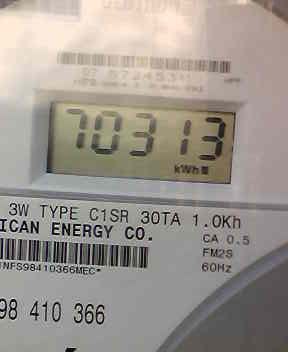 70313
kWh
3W TYPE C1SR 30TA 1.0Kh
ICAN ENERGY CO.
CA 0.5
FM2S
60Hz
NFS98410366MEC*
98 410 366